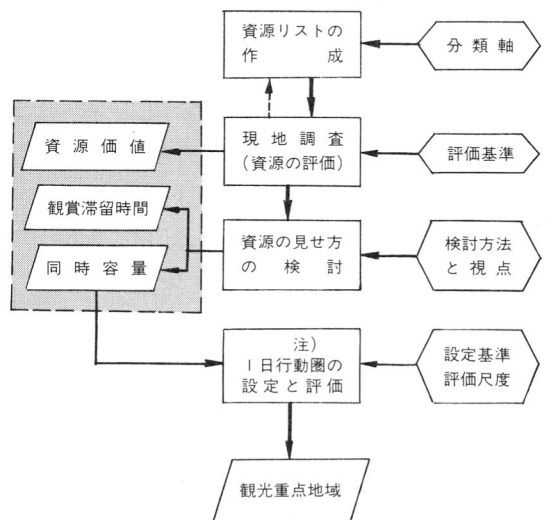 資源リストの
作成
分類軸
資源価値
現地調査
(資源の評価)
評価基準
観賞滞留時間
同時容量
資源の見せ方
の検討
検討方法
と視点
注)
1日行動圏の
設定と評価
設定基準
評価尺度
観光重点地域